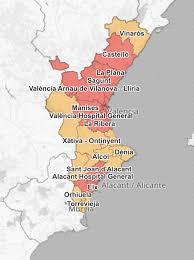 Vinaròs
Castelló
La Plana
Sagunt
València Arnau de Vilanova - Llíria
Manises
València
València Hospital General
La Ribera
Xàtiva - Ontinyent
Dénia
Alcoi
Sant Joan d'Alacant
Alacant Hospital General
Alacant / Alicante
Elx
Orihuela
Torrevieja
Murcia